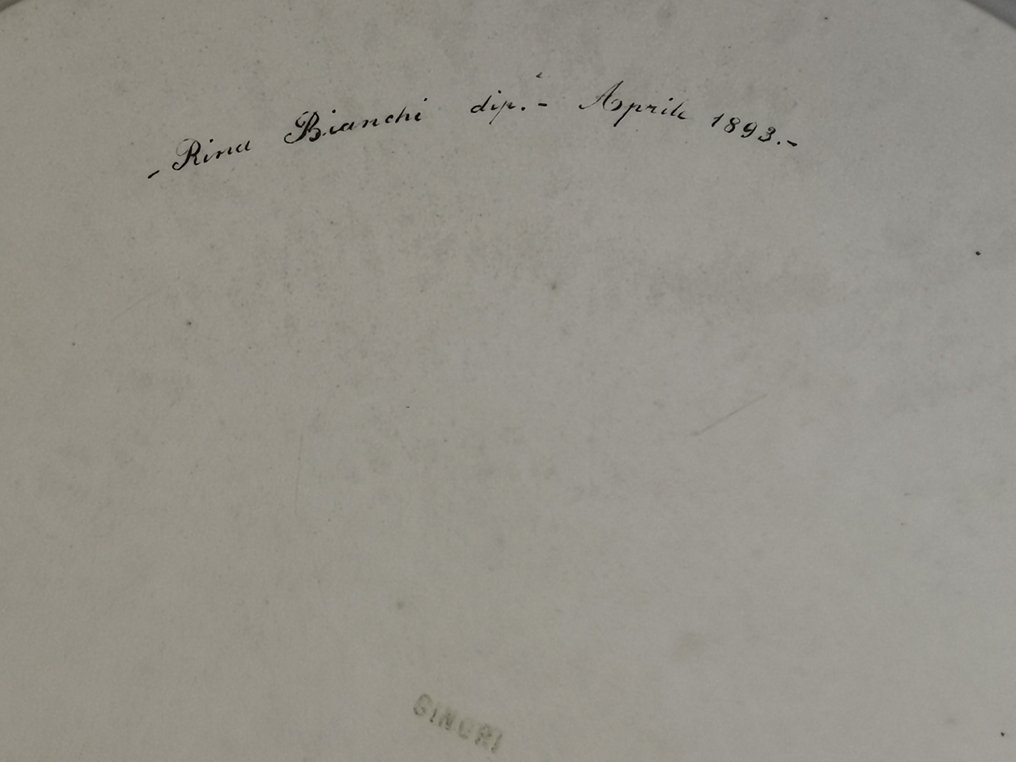 - Rina Bianchi dip. - Aprile 1893. -
GINORI